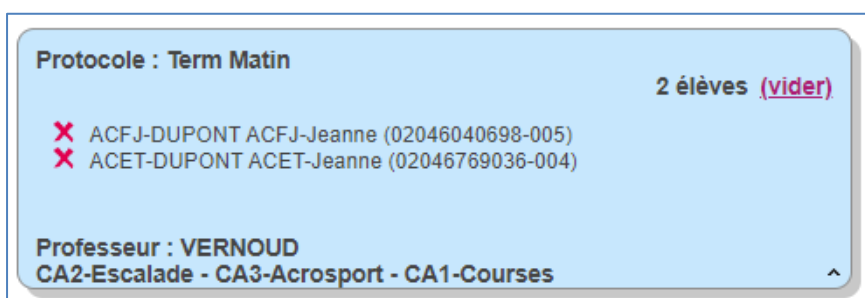 Protocole : Term Matin
2 élèves (vider)
ACFJ-DUPONT ACFJ-Jeanne (02046040698-005)
ACET-DUPONT ACET-Jeanne (02046769036-004)
Professeur : VERNOUD
CA2-Escalade - CA3-Acrosport - CA1-Courses